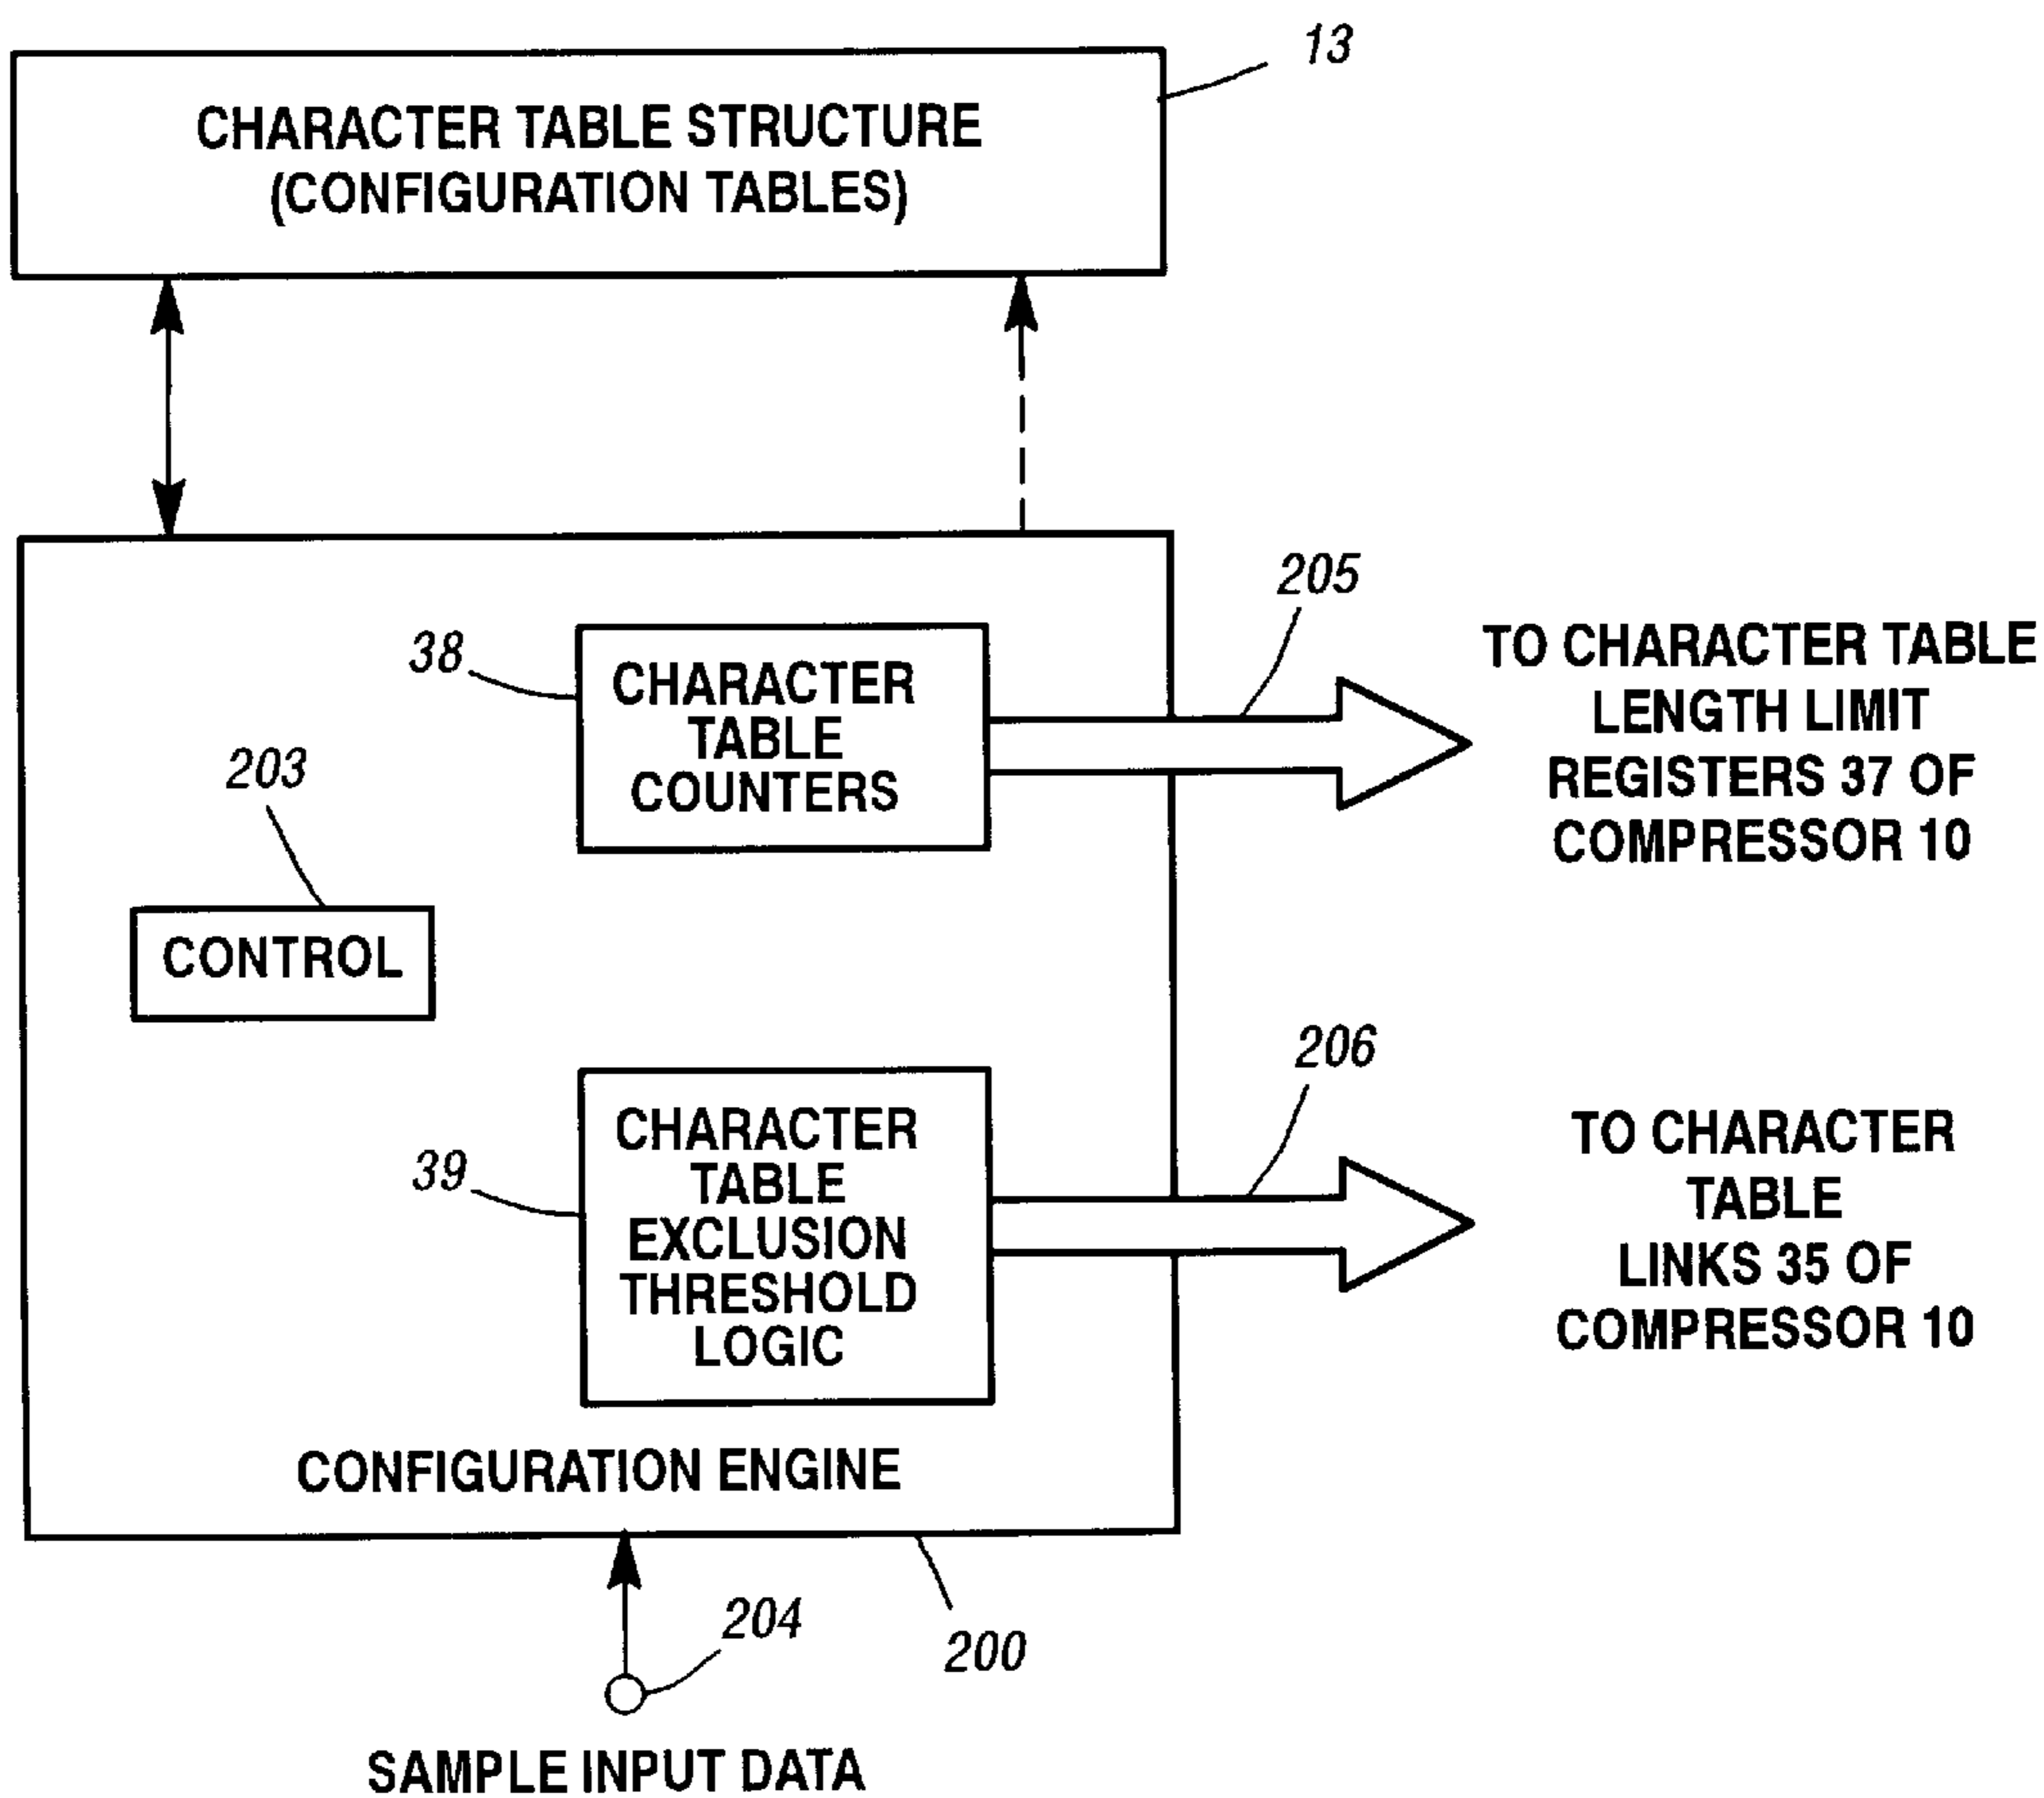 13
CHARACTER TABLE STRUCTURE
(CONFIGURATION TABLES)
205
TO CHARACTER TABLE
LENGTH LIMIT
REGISTERS 37 OF
COMPRESSOR 10
38
CHARACTER
TABLE
COUNTERS
203
CONTROL
206
TO CHARACTER
TABLE
LINKS 35 OF
COMPRESSOR 10
39
CHARACTER
TABLE
EXCLUSION
THRESHOLD
LOGIC
CONFIGURATION ENGINE
204
200
SAMPLE INPUT DATA